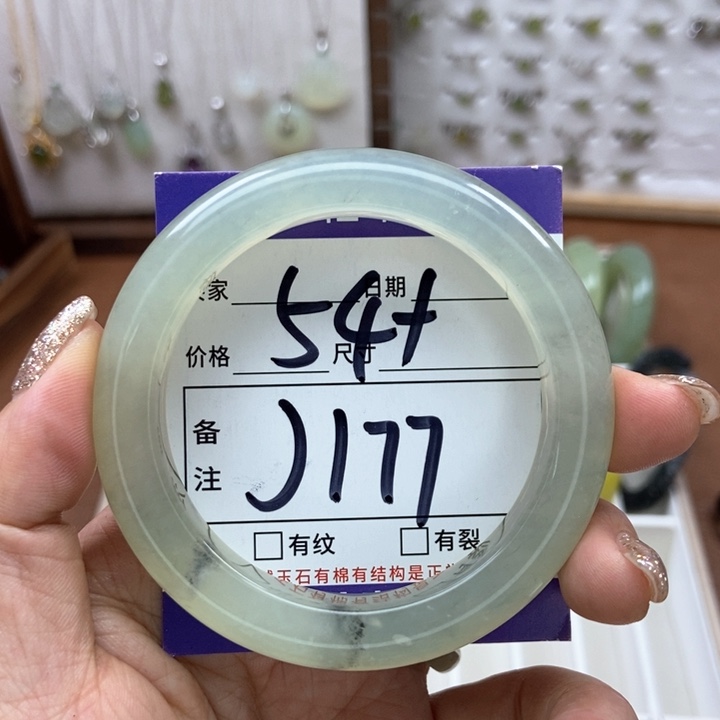 家 日期
54+
价格 尺寸
备注
J177
有纹 有裂
玉石有棉有结构是正